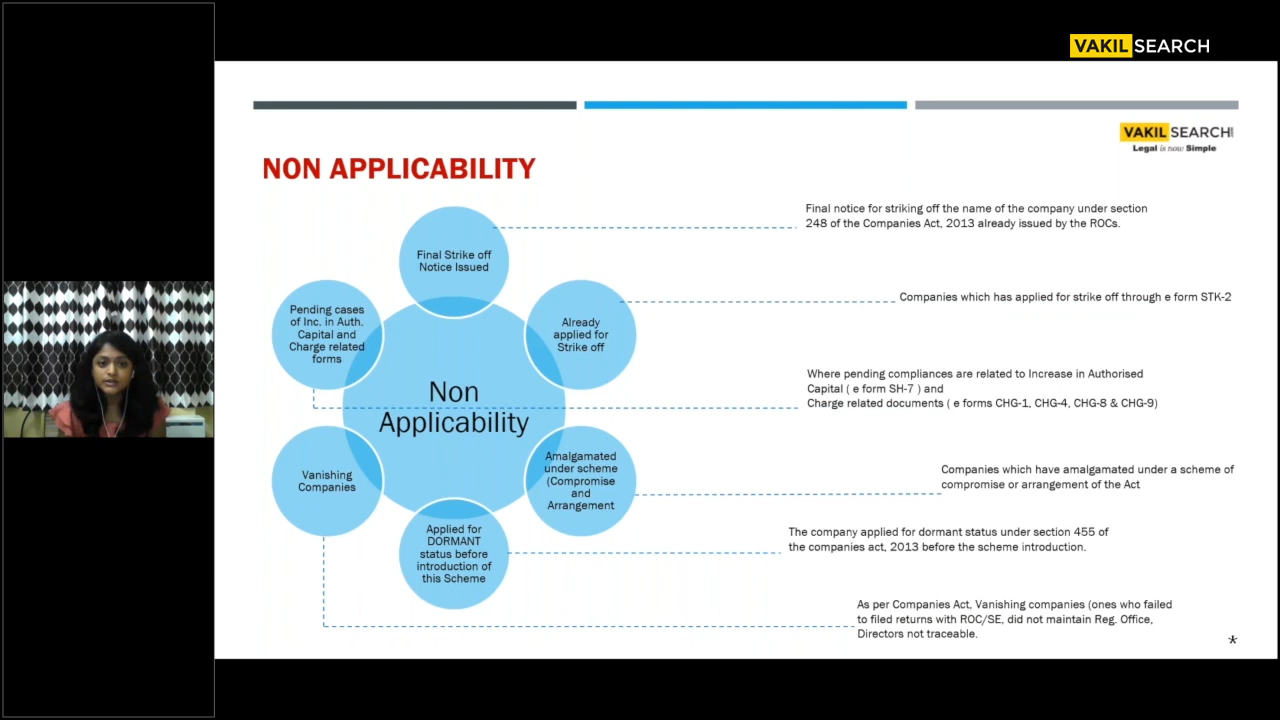 VAKILSEARCH
VAKILSEARCH
Legal is now Simple
NON APPLICABILITY
Final Strike off
Notice Issued
Final notice for striking off the name of the company under section
248 of the Companies Act, 2013 already issued by the ROCs.
Already
applied for
Strike off
Companies which has applied for strike off through e form STK-2
Pending cases
of Inc. in Auth.
Capital and
Charge related
forms
Where pending compliances are related to Increase in Authorised
Capital ( e form SH-7 ) and
Charge related documents ( e forms CHG-1, CHG-4, CHG-8 & CHG-9)
Non
Applicability
Amalgamated
under scheme
(Compromise
and
Arrangement
Companies which have amalgamated under a scheme of
compromise or arrangement of the Act
Applied for
DORMANT
status before
introduction of
this Scheme
The company applied for dormant status under section 455 of
the companies act, 2013 before the scheme introduction.
Vanishing
Companies
As per Companies Act, Vanishing companies (ones who failed
to filed returns with ROC/SE, did not maintain Reg. Office,
Directors not traceable.
*